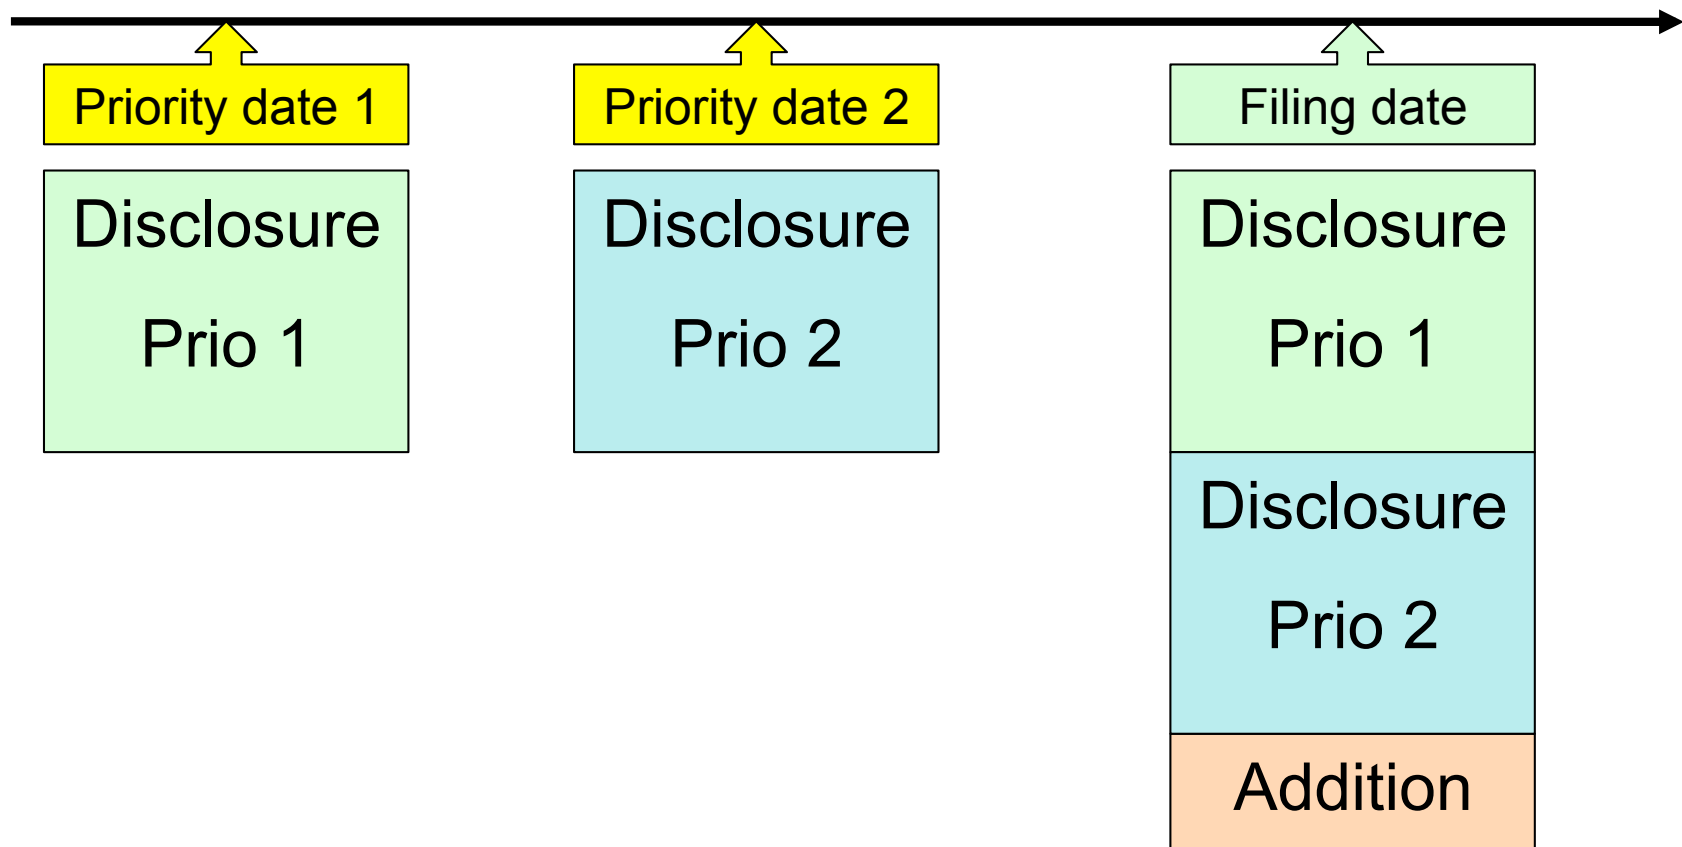 Priority date 1
Priority date 2
Filing date
Disclosure
Prio 1
Disclosure
Prio 2
Disclosure
Prio 1
Disclosure
Prio 2
Addition